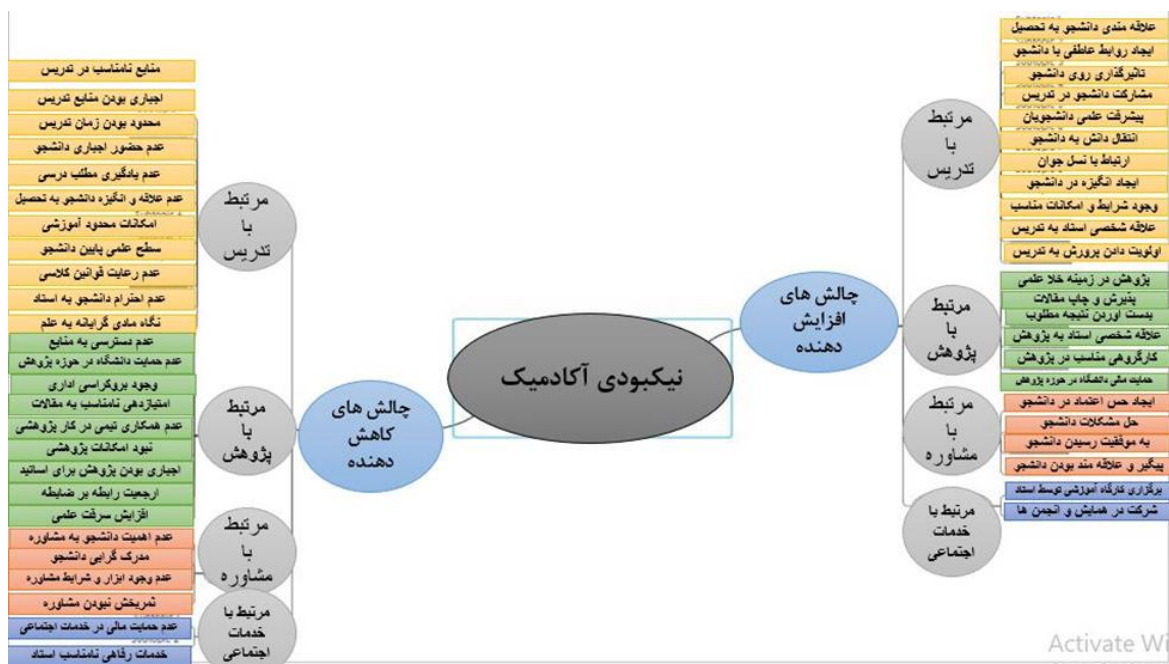 نیکبودی آکادمیک
چالش های
افزایش
دهنده
مرتبط
با
تدریس
علاقه مندی دانشجو به تحصیل
ایجاد روابط عاطفی با دانشجو
تاثیرگذاری روی دانشجو
مشارکت دانشجو در تدریس
پیشرفت علمی دانشجویان
انتقال دانش به دانشجو
ارتباط با نسل جوان
ایجاد انگیزه در دانشجو
وجود شرایط و امکانات مناسب
علاقه شخصی استاد به تدریس
اولویت دادن پرورش به تدریس
مرتبط
با
پژوهش
پژوهش در زمینه خلا علمی
پذیرش و چاپ مقالات
بدست آوردن نتیجه مطلوب
علاقه شخصی استاد به پژوهش
کارگروهی مناسب در پژوهش
حمایت مالی دانشگاه در حوزه پژوهش
مرتبط
با
مشاوره
ایجاد حس اعتماد در دانشجو
حل مشکلات دانشجو
به موفقیت رسیدن دانشجو
پیگیر و علاقه مند بودن دانشجو
مرتبط با
خدمات
اجتماعی
برگزاری کارگاه آموزشی توسط استاد
شرکت در همایش و انجمن ها
چالش های
کاهش
دهنده
مرتبط
با
تدریس
منابع نامناسب در تدریس
اجباری بودن منابع تدریس
محدود بودن زمان تدریس
عدم حضور اجباری دانشجو
عدم یادگیری مطلب درسی
عدم علاقه و انگیزه دانشجو به تحصیل
امکانات محدود آموزشی
سطح علمی پایین دانشجو
عدم رعایت قوانین کلاسی
عدم احترام دانشجو به استاد
نگاه مادی گرایانه به علم
مرتبط
با
پژوهش
عدم دسترسی به منابع
عدم حمایت دانشگاه در حوزه پژوهش
وجود بروکراسی اداری
امتیازدهی نامناسب به مقالات
عدم همکاری تیمی در کار پژوهشی
نبود امکانات پژوهشی
اجباری بودن پژوهش برای اساتید
ارجعیت رابطه بر ضابطه
افزایش سرقت علمی
مرتبط
با
مشاوره
عدم اهمیت دانشجو به مشاوره
مدرک گرایی دانشجو
عدم وجود ابزار و شرایط مشاوره
ثمربخش نبودن مشاوره
مرتبط با
خدمات
اجتماعی
عدم حمایت مالی در خدمات اجتماعی
خدمات رفاهی نامناسب استاد
Activate Wi